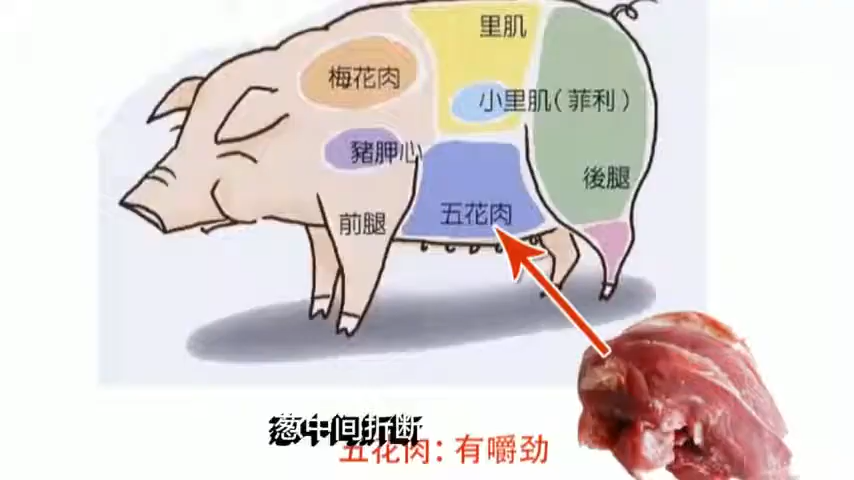 里肌
梅花肉
小里肌(菲利)
豬胛心
後腿
五花肉
前腿
葱中间折断
五花肉：有嚼劲